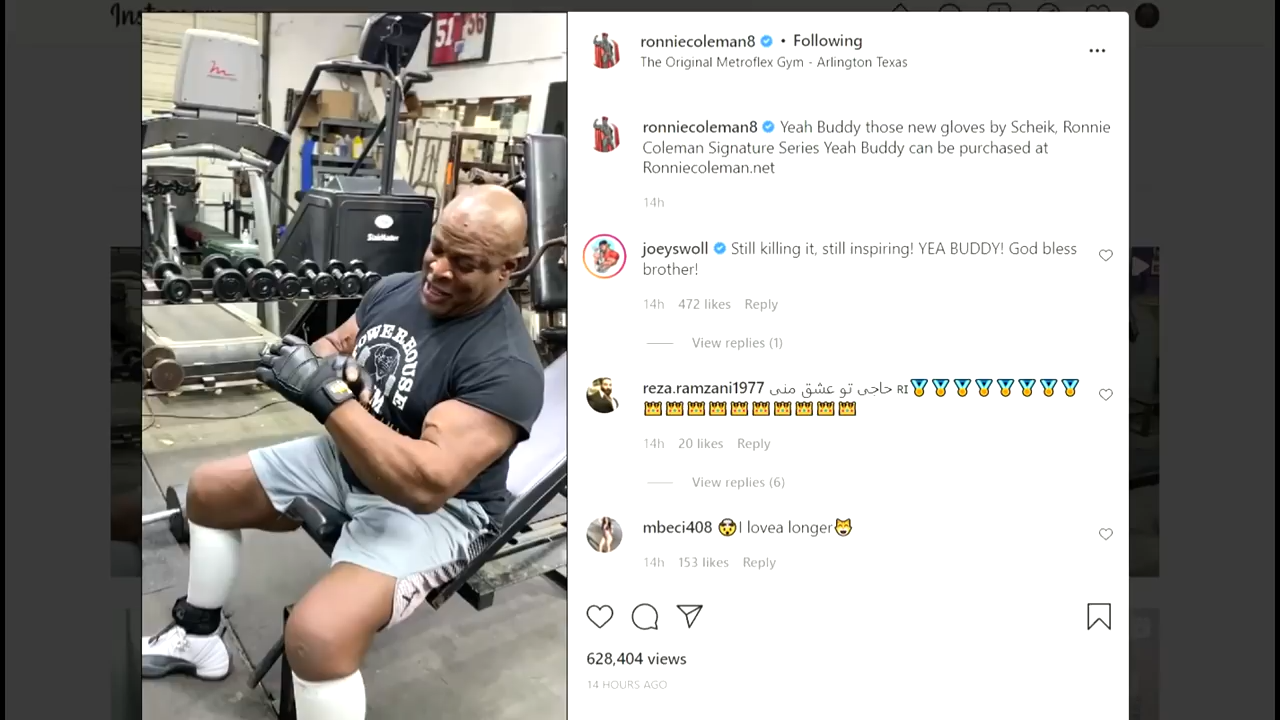 51 56
ronniecoleman8 • Following
The Original Metroflex Gym - Arlington Texas
ronniecoleman8 Yeah Buddy those new gloves by Scheik, Ronnie
Coleman Signature Series Yeah Buddy can be purchased at
Ronniecoleman.net
14h
joeyswoll Still killing it, still inspiring! YEA BUDDY! God bless
brother!
14h 472 likes Reply
View replies (1)
reza.ramzani1977 حاجی تو عشق منی RI🏅🏅🏅🏅🏅🏅🏅🏅
👑👑👑👑👑👑👑👑👑👑
14h 20 likes Reply
View replies (6)
mbeci408 😲I lovea longer😸
14h 153 likes Reply
628,404 views
14 HOURS AGO
StairMaster
POWERHOUSE